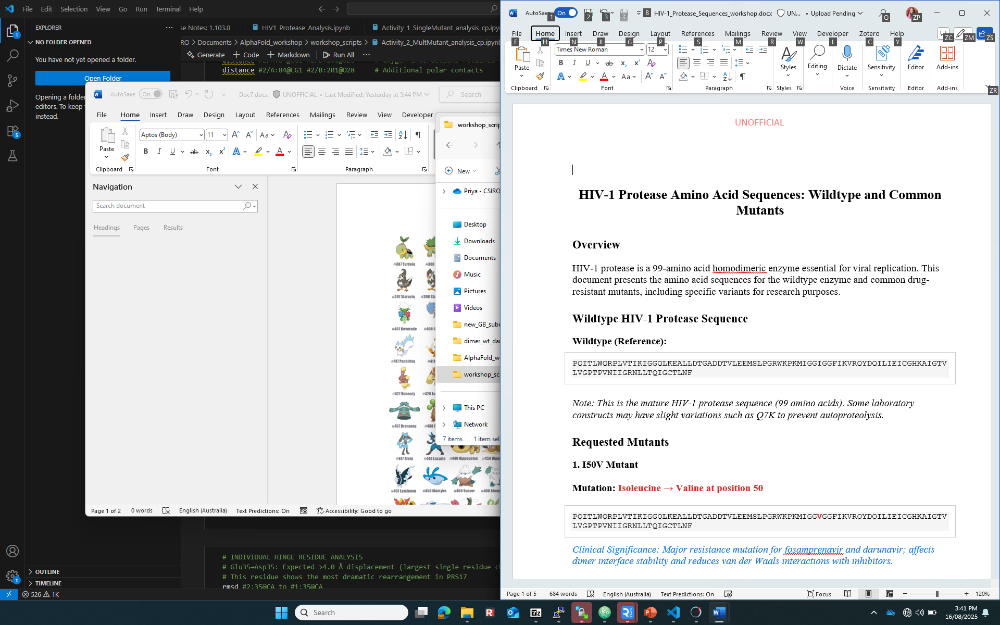 File Edit Selection View Go Run Terminal Help
EXPLORER
NO FOLDER OPENED
You have not yet opened a folder.
Open Folder
Opening a folder
editors. To keep
instead.
se Notes: 1.103.0
HIV1_Protease_Analysis.ipynb
Activity_1_SingleMutant_analysis_cp.ipyn
RO > Documents > AlphaFold_workshop > workshop_scripts > Activity_2_MultMutant_analysis_cp.ipynb
Generate + Code + Markdown Run All ...
distance #2/A:84@CG1 #2/B:201@O28 # Additional polar contacts
AutoSave On Doc7.docx UNOFFICIAL • Last Modified: Yesterday at 5:44 PM Search
File Home Insert Draw Design Layout References Mailings Review View Developer
Paste
Aptos (Body) 11
Clipboard Font Paragraph
Navigation
Search document
Headings Pages Results
#387 Turtwig
#397 Staravia
#407 Roserade
#417 Pachirisu
#427 Buneary
#437 Bronzong
#447 Riolu #448 Lucario #449 Hippopotas
#457 Lumineon #458 Mantyke #459 Snover
Page 1 of 2 0 words English (Australia) Text Predictions: On Accessibility: Good to go
workshop_scrip
New
Priya - CSIRO
Desktop
Downloads
Documents
Music
Pictures
Videos
new_GB_subr
dimer_wt_da
AlphaFold_w
workshop_sc
This PC
Network
7 items 1 item sel
# INDIVIDUAL HINGE RESIDUE ANALYSIS
# Glu35→Asp35: Expected >4.0 Å displacement (largest single residue c
# This residue shows the most dramatic rearrangement in PRS17
rmsd #2:35@CA to #1:35@CA
OUTLINE
TIMELINE
526 1K
AutoSave On HIV-1_Protease_Sequences_workshop.docx UN... • Upload Pending
1 2 3 4 B Q ZP
File Home Insert Draw Design Layout References Mailings Review View Developer Zotero Help
F H N JI G P S M R W L C Y ZC ZM ZS
Paste
Times New Roman 12
Styles Editing Dictate Sensitivity Editor Add-ins
Clipboard Font Paragraph Styles Voice Sensitivity Editor Add-ins
ZR
UNOFFICIAL
HIV-1 Protease Amino Acid Sequences: Wildtype and Common
Mutants
Overview
HIV-1 protease is a 99-amino acid homodimeric enzyme essential for viral replication. This
document presents the amino acid sequences for the wildtype enzyme and common drug-
resistant mutants, including specific variants for research purposes.
Wildtype HIV-1 Protease Sequence
Wildtype (Reference):
PQITLWQRPLVTIKIGGQLKEALLDTGADDTVLEEMSLPGRWKPKMIGGIGGFIKVRQYDQILIEICGHKAIGTV
LVGPTPVNIIGRNLLTQIGCTLNF
Note: This is the mature HIV-1 protease sequence (99 amino acids). Some laboratory
constructs may have slight variations such as Q7K to prevent autoproteolysis.
Requested Mutants
1. I50V Mutant
Mutation: Isoleucine → Valine at position 50
PQITLWQRPLVTIKIGGQLKEALLDTGADDTVLEEMSLPGRWKPKMIGGVGGFIKVRQYDQILIEICGHKAIGTV
LVGPTPVNIIGRNLLTQIGCTLNF
Clinical Significance: Major resistance mutation for fosamprenavir and darunavir; affects
dimer interface stability and reduces van der Waals interactions with inhibitors.
Page 1 of 5 684 words English (Australia) Text Predictions: On Focus 120%
Search
3:41 PM
16/08/2025